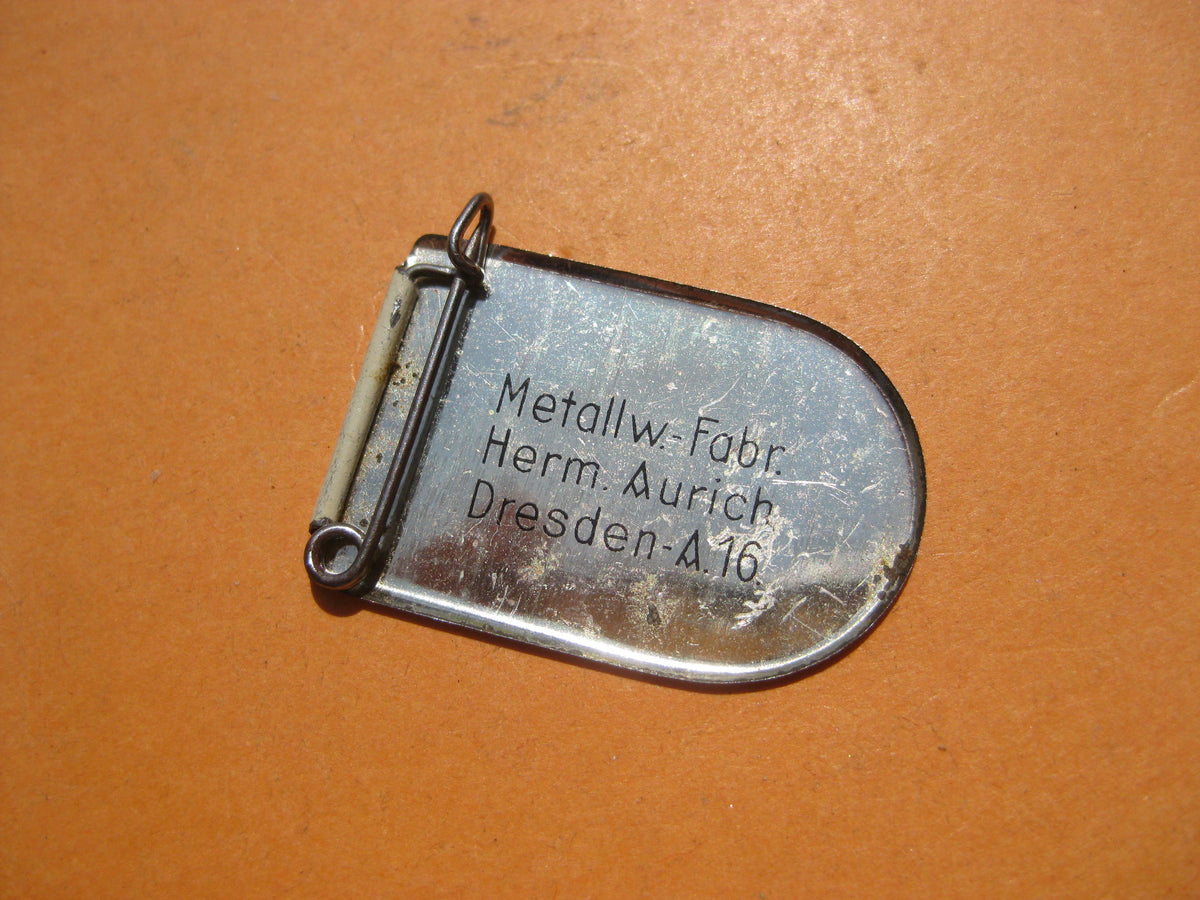 Metallw.-Fabr.
Herm. Aurich
Dresden-A.16.